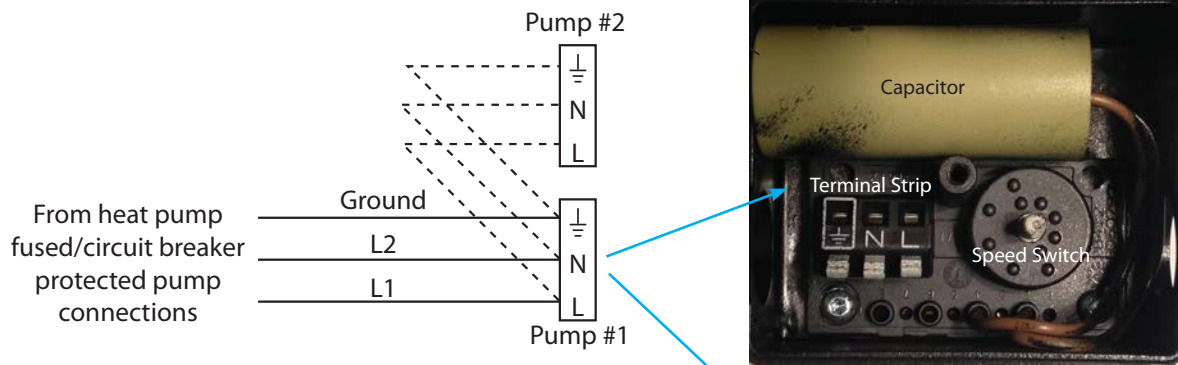 Pump #2
N
L
From heat pump
fused/circuit breaker
protected pump
connections
Ground
L2
L1
N
L
Pump #1
Capacitor
Terminal Strip
N L
Speed Switch